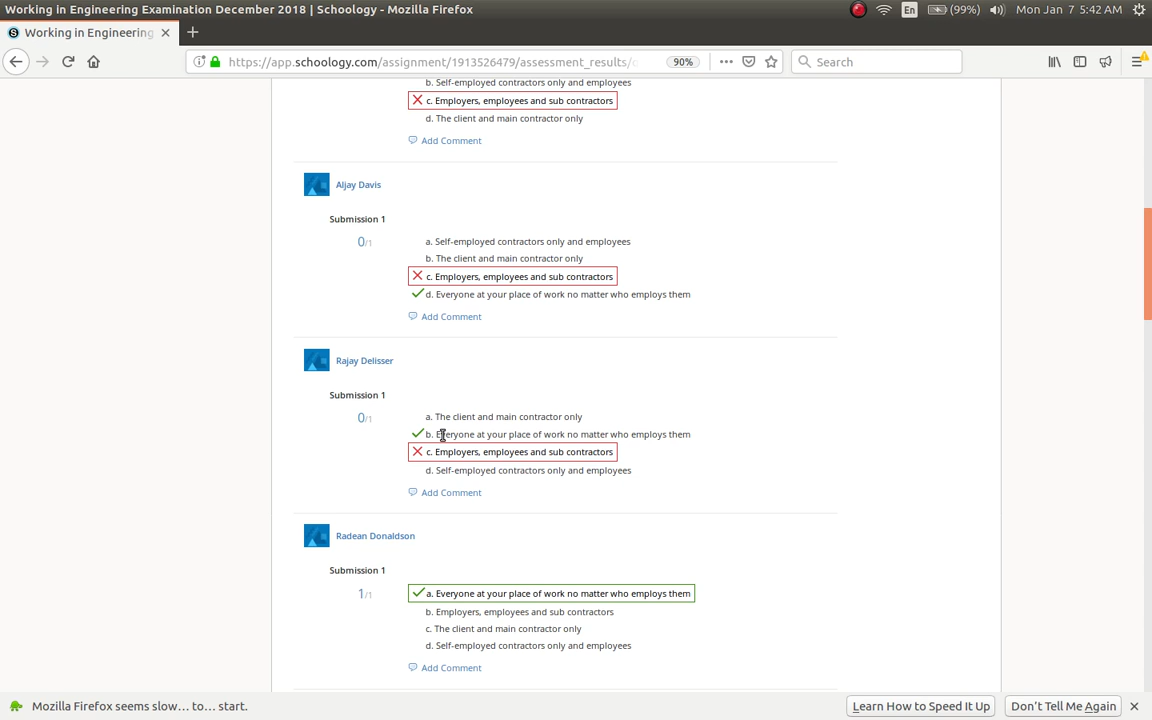 Working in Engineering Examination December 2018 | Schoology - Mozilla Firefox
En
(99%)
Mon Jan 7 5:42 AM
S
Working in Engineering
https://app.schoology.com/assignment/1913526479/assessment_results/
90%
Search
b. Self-employed contractors only and employees
c. Employers, employees and sub contractors
d. The client and main contractor only
Add Comment
Aljay Davis
Submission 1
0/1
a. Self-employed contractors only and employees
b. The client and main contractor only
c. Employers, employees and sub contractors
d. Everyone at your place of work no matter who employs them
Add Comment
Rajay Delisser
Submission 1
0/1
a. The client and main contractor only
b. Everyone at your place of work no matter who employs them
c. Employers, employees and sub contractors
d. Self-employed contractors only and employees
Add Comment
Radean Donaldson
Submission 1
1/1
a. Everyone at your place of work no matter who employs them
b. Employers, employees and sub contractors
c. The client and main contractor only
d. Self-employed contractors only and employees
Add Comment
Mozilla Firefox seems slow… to… start.
Learn How to Speed It Up
Don't Tell Me Again